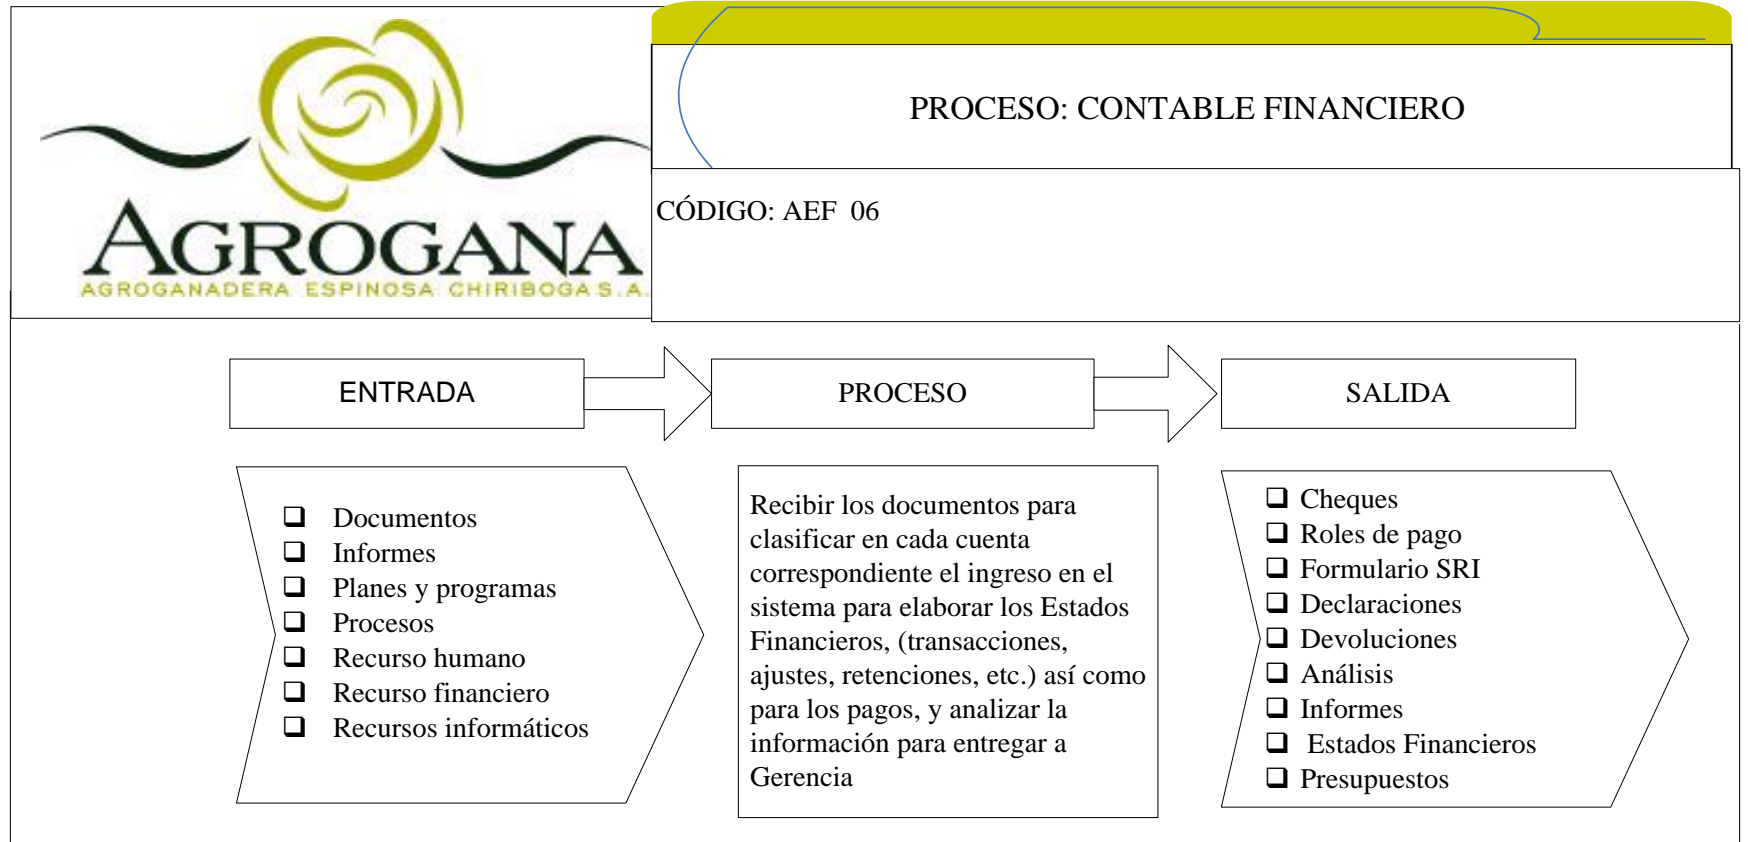 AGROGANA
AGROGANADERA ESPINOSA CHIRIBOGA S.A.
PROCESO: CONTABLE FINANCIERO
CÓDIGO: AEF 06
ENTRADA
PROCESO
SALIDA
Documentos
Informes
Planes y programas
Procesos
Recurso humano
Recurso financiero
Recursos informáticos
Recibir los documentos para
clasificar en cada cuenta
correspondiente el ingreso en el
sistema para elaborar los Estados
Financieros, (transacciones,
ajustes, retenciones, etc.) así como
para los pagos, y analizar la
información para entregar a
Gerencia
Cheques
Roles de pago
Formulario SRI
Declaraciones
Devoluciones
Análisis
Informes
Estados Financieros
Presupuestos